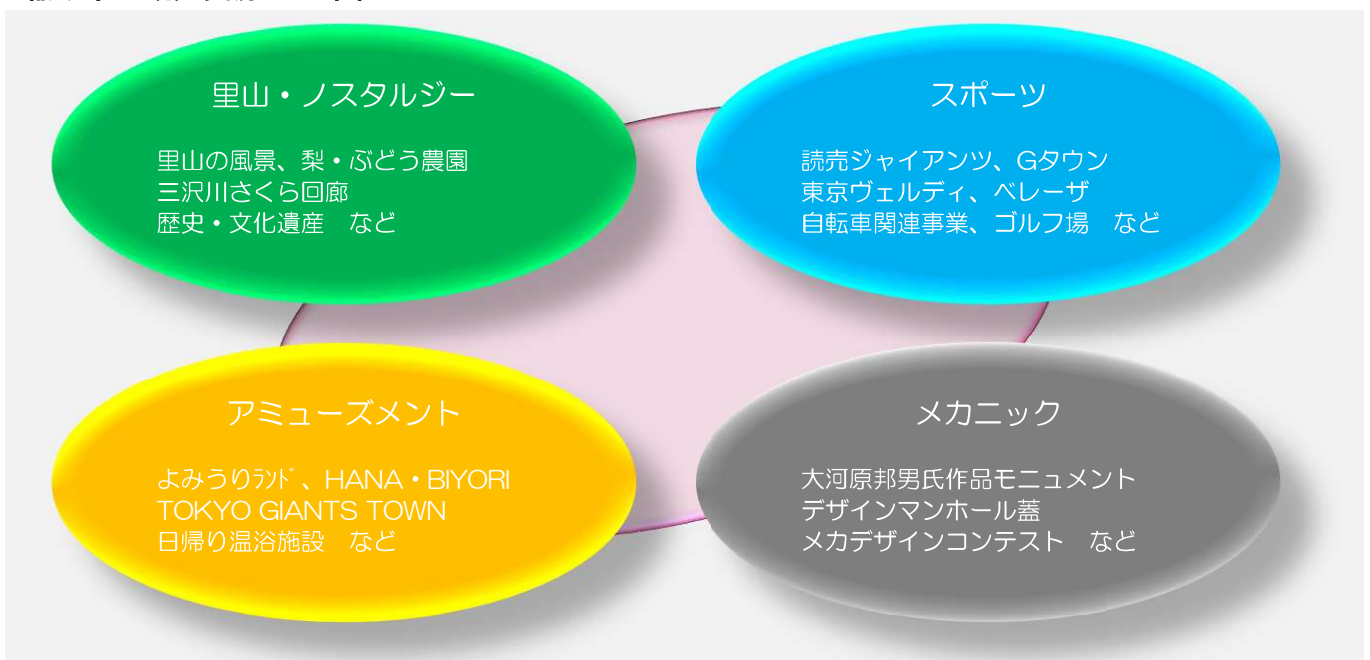 里山・ノスタルジー
里山の風景、梨・ぶどう農園
三沢川さくら回廊
歴史・文化遺産　など
スポーツ
読売ジャイアンツ、Gタウン
東京ヴェルディ、ベレーザ
自転車関連事業、ゴルフ場　など
アミューズメント
よみうりﾗﾝﾄﾞ、HANA・BIYORI
TOKYO GIANTS TOWN
日帰り温浴施設　など
メカニック
大河原邦男氏作品モニュメント
デザインマンホール蓋
メカデザインコンテスト　など